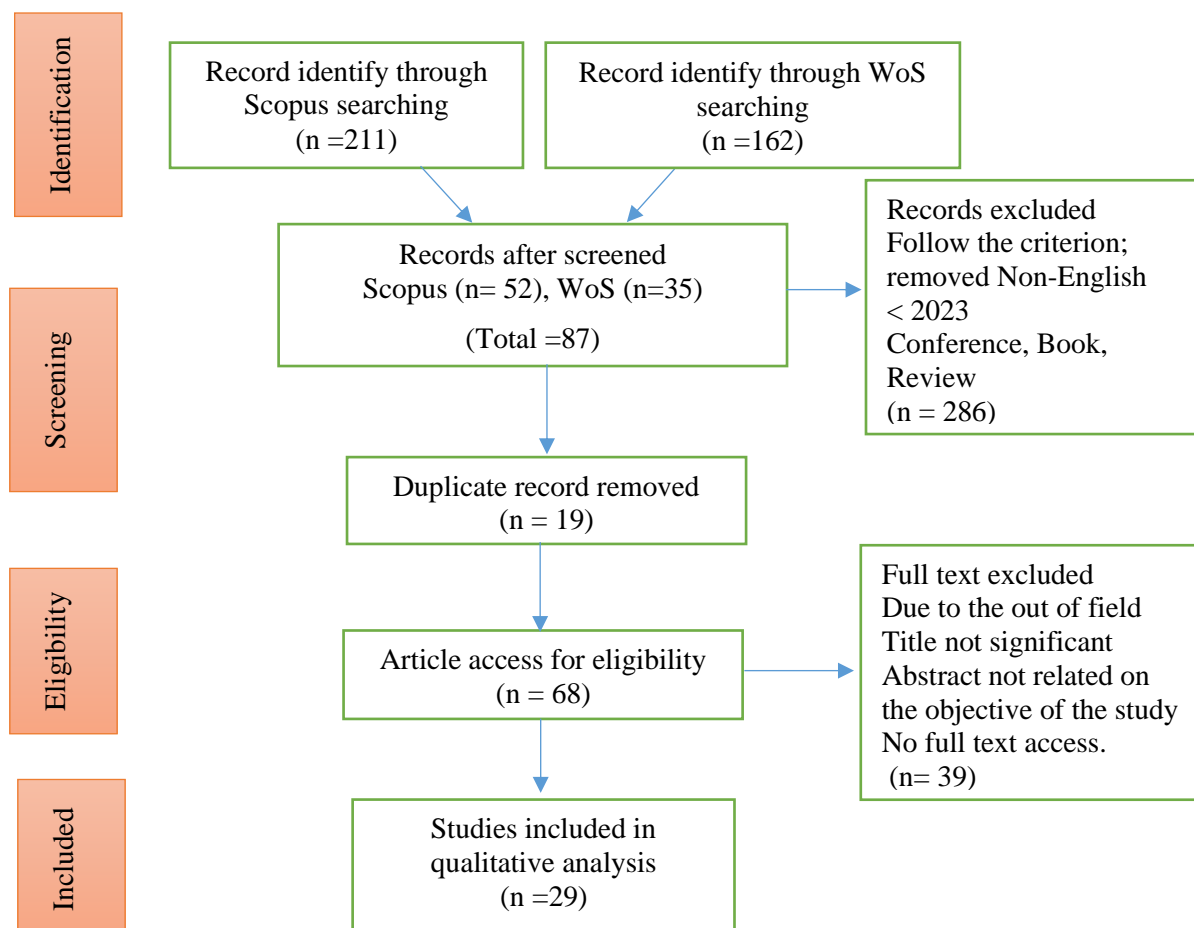 Identification
Record identify through
Scopus searching
(n =211)
Record identify through WoS
searching
(n =162)
Records after screened
Scopus (n= 52), WoS (n=35)
(Total =87)
Records excluded
Follow the criterion;
removed Non-English
< 2023
Conference, Book,
Review
(n = 286)
Screening
Duplicate record removed
(n = 19)
Eligibility
Article access for eligibility
(n = 68)
Full text excluded
Due to the out of field
Title not significant
Abstract not related on
the objective of the study
No full text access.
(n= 39)
Included
Studies included in
qualitative analysis
(n =29)